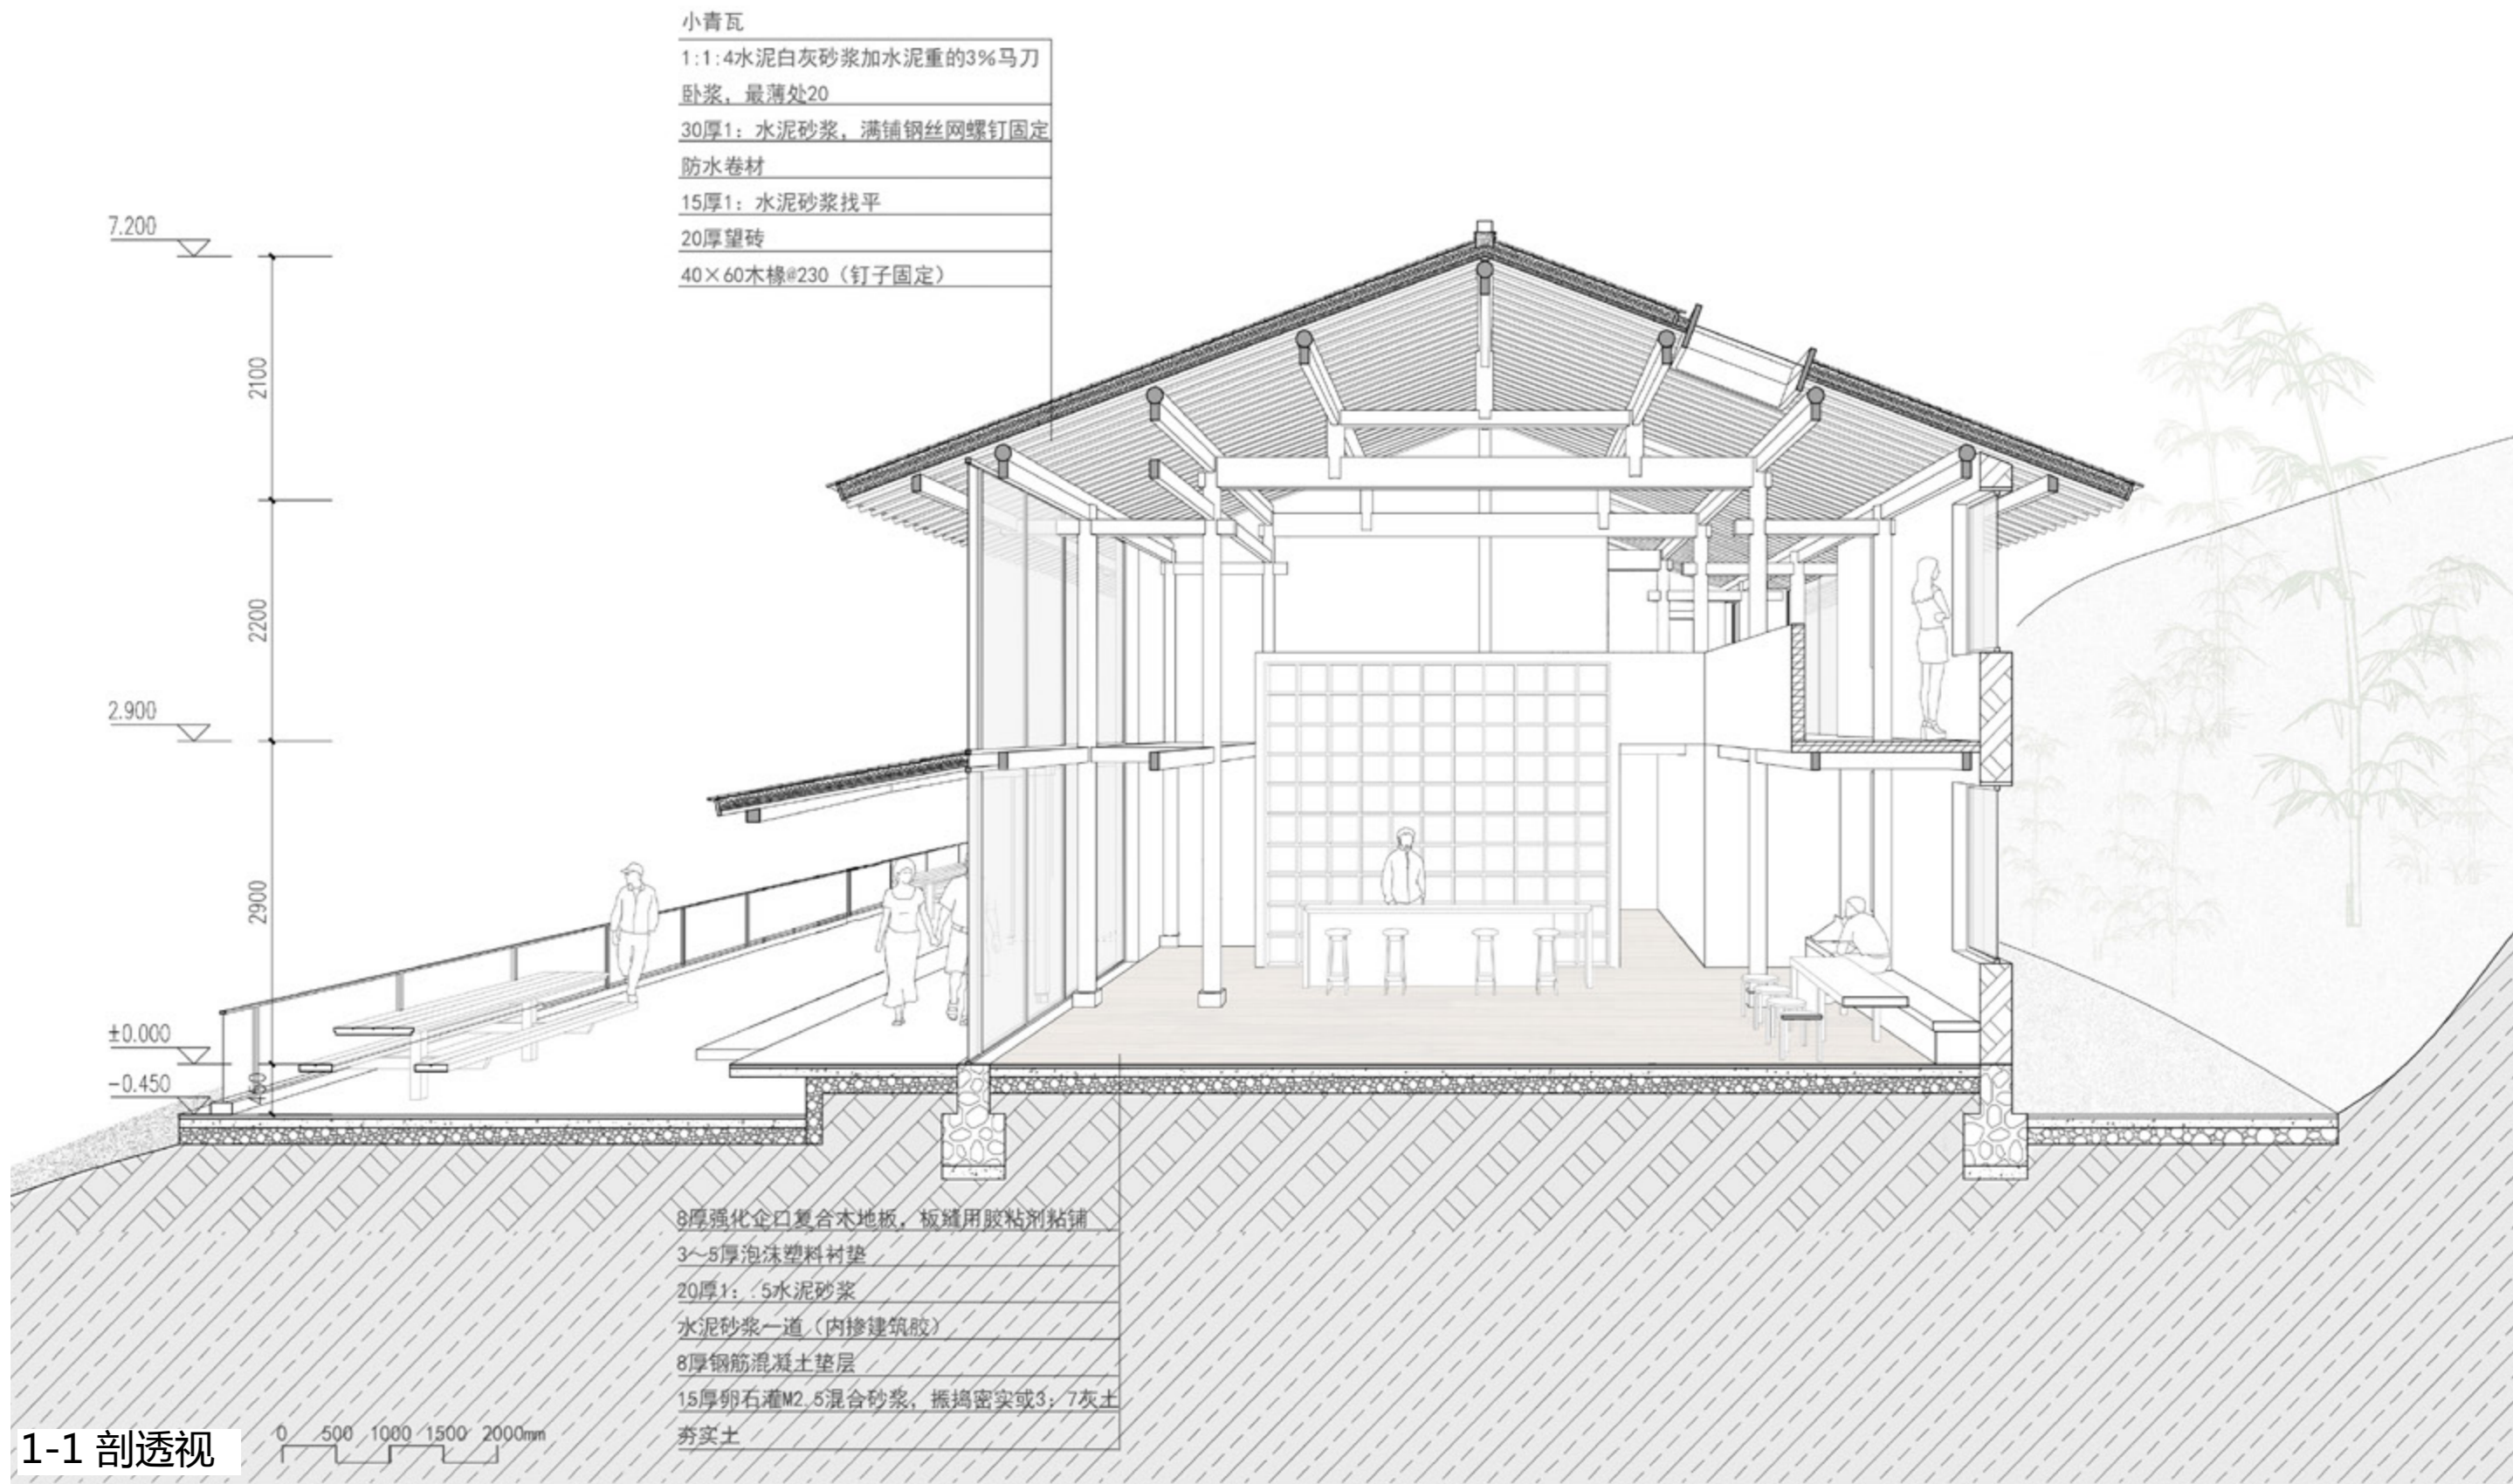 小青瓦
1:1:4水泥白灰砂浆加水泥重的3%马刀
卧浆，最薄处20
30厚1：水泥砂浆，满铺钢丝网螺钉固定
防水卷材
15厚1：水泥砂浆找平
20厚望砖
40×60木椽@230（钉子固定）
7.200
2100
2200
2.900
2900
±0.000
-0.450
450
8厚强化企口复合木地板，板缝用胶粘剂粘铺
3～5厚泡沫塑料衬垫
20厚1：.5水泥砂浆
水泥砂浆一道（内掺建筑胶）
8厚钢筋混凝土垫层
15厚卵石灌M2.5混合砂浆，振捣密实或3：7灰土
夯实土
1-1 剖透视
0 500 1000 1500 2000mm